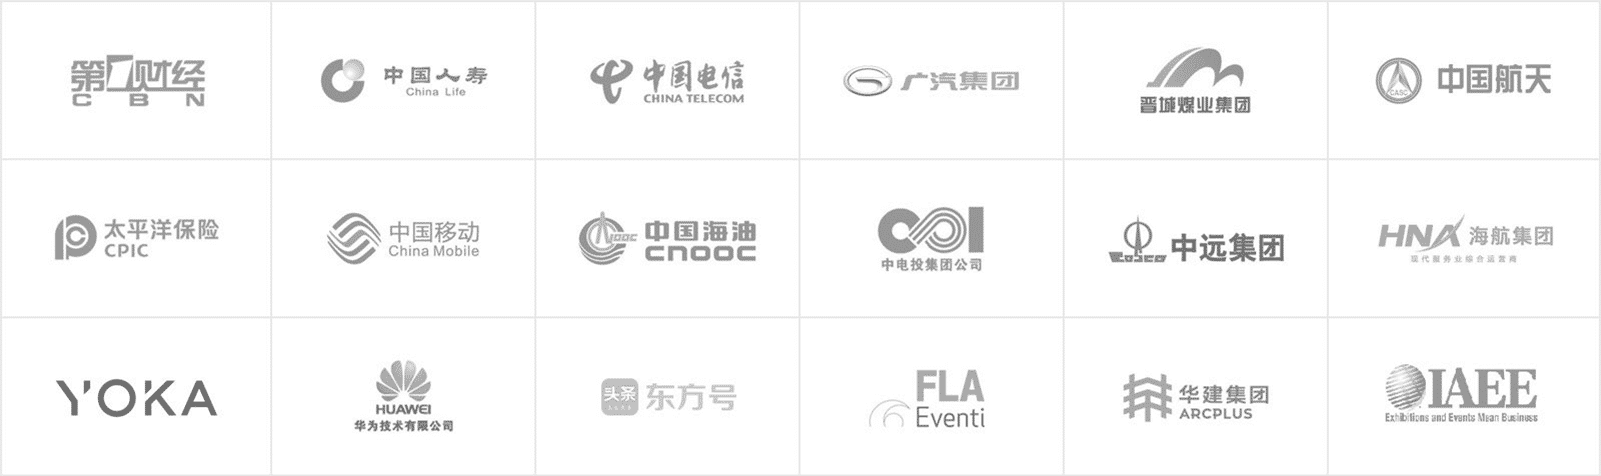 第一财经
CBN
中国人寿
China Life
中国电信
CHINA TELECOM
广汽集团
晋城煤业集团
CASC
中国航天
太平洋保险
CPIC
中国移动
China Mobile
中国海油
CNOOC
中电投集团公司
COSCO
中远集团
HNA 海航集团
现代服务业综合运营商
YOKA
HUAWEI
华为技术有限公司
头条
东方号
FLA
Eventi
华建集团
ARCPLUS
IAEE
Exhibitions and Events Mean Business